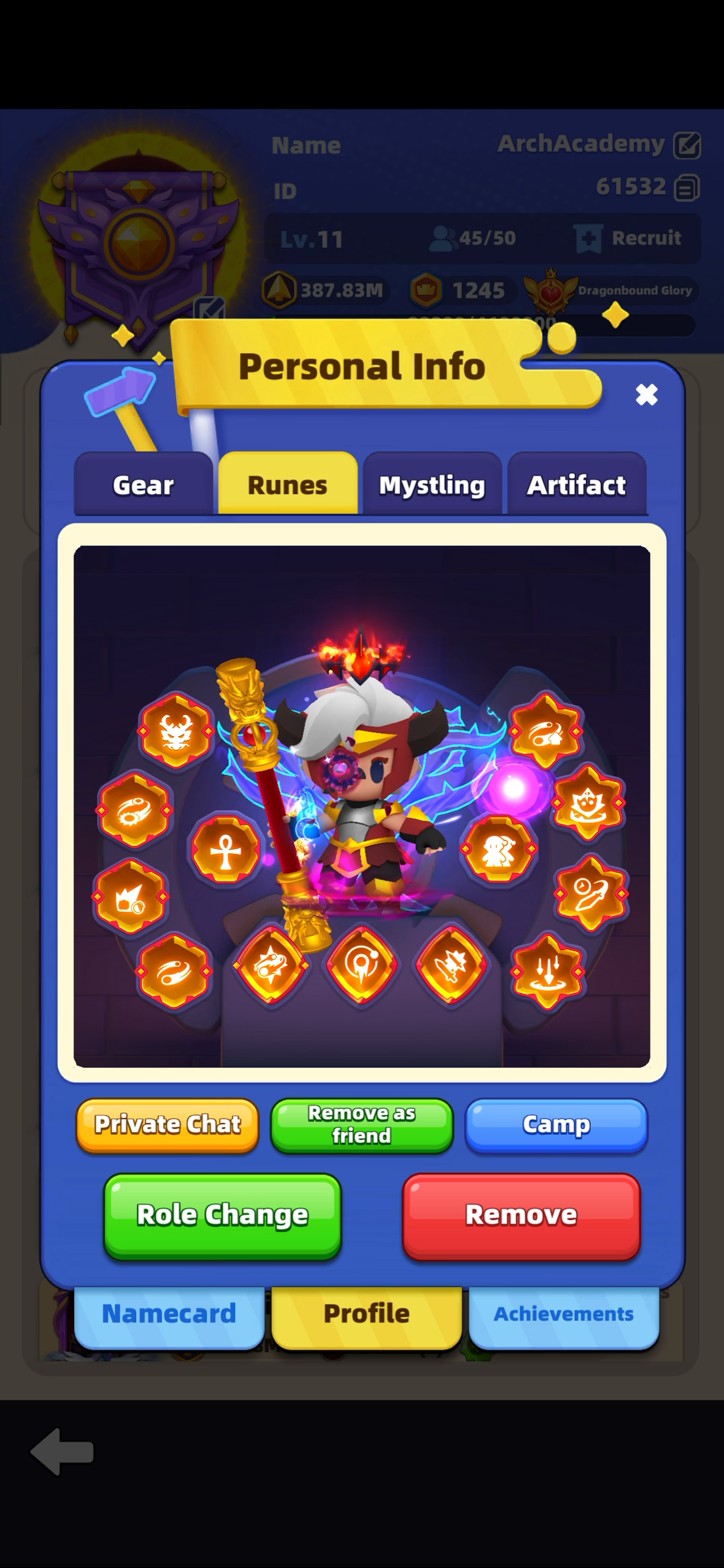 Name
ArchAcademy
ID
61532
Lv.11
45/50
Recruit
387.83M
1245
Dragonbound Glory
Personal Info
Gear
Runes
Mystling
Artifact
Private Chat
Remove as
friend
Camp
Role Change
Remove
Namecard
Profile
Achievements